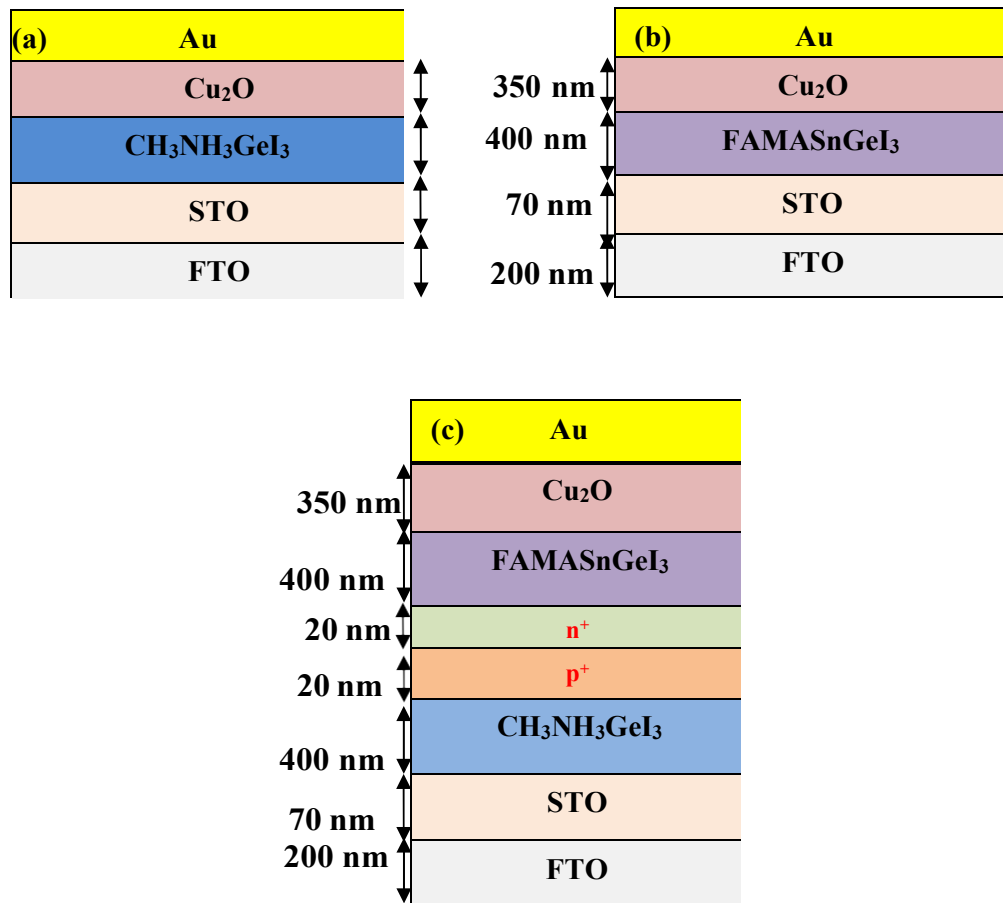 (a) Au
Cu₂O
CH₃NH₃GeI₃
STO
FTO
350 nm
400 nm
70 nm
200 nm
(b) Au
Cu₂O
FAMASnGeI₃
STO
FTO
(c) Au
350 nm Cu₂O
400 nm FAMASnGeI₃
20 nm n⁺
20 nm p⁺
400 nm CH₃NH₃GeI₃
70 nm STO
200 nm FTO